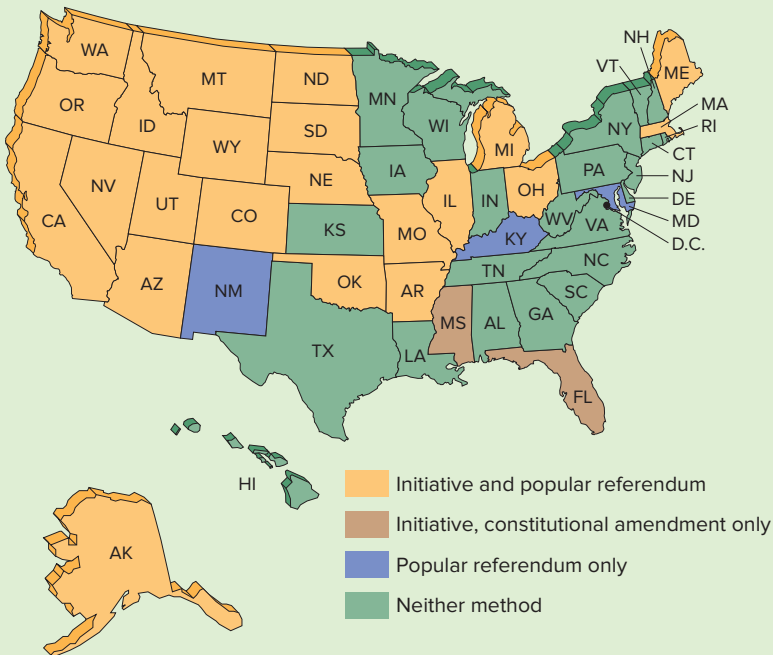 WA
MT
ND
MN
OR
ID
WY
SD
WI
MI
NY
VT
NH
ME
MA
RI
CT
NJ
DE
MD
D.C.
NV
UT
CO
NE
IA
IL
IN
OH
PA
CA
AZ
NM
KS
MO
KY
WV
VA
OK
AR
TN
NC
SC
TX
LA
MS
AL
GA
FL
HI
AK
Initiative and popular referendum
Initiative, constitutional amendment only
Popular referendum only
Neither method